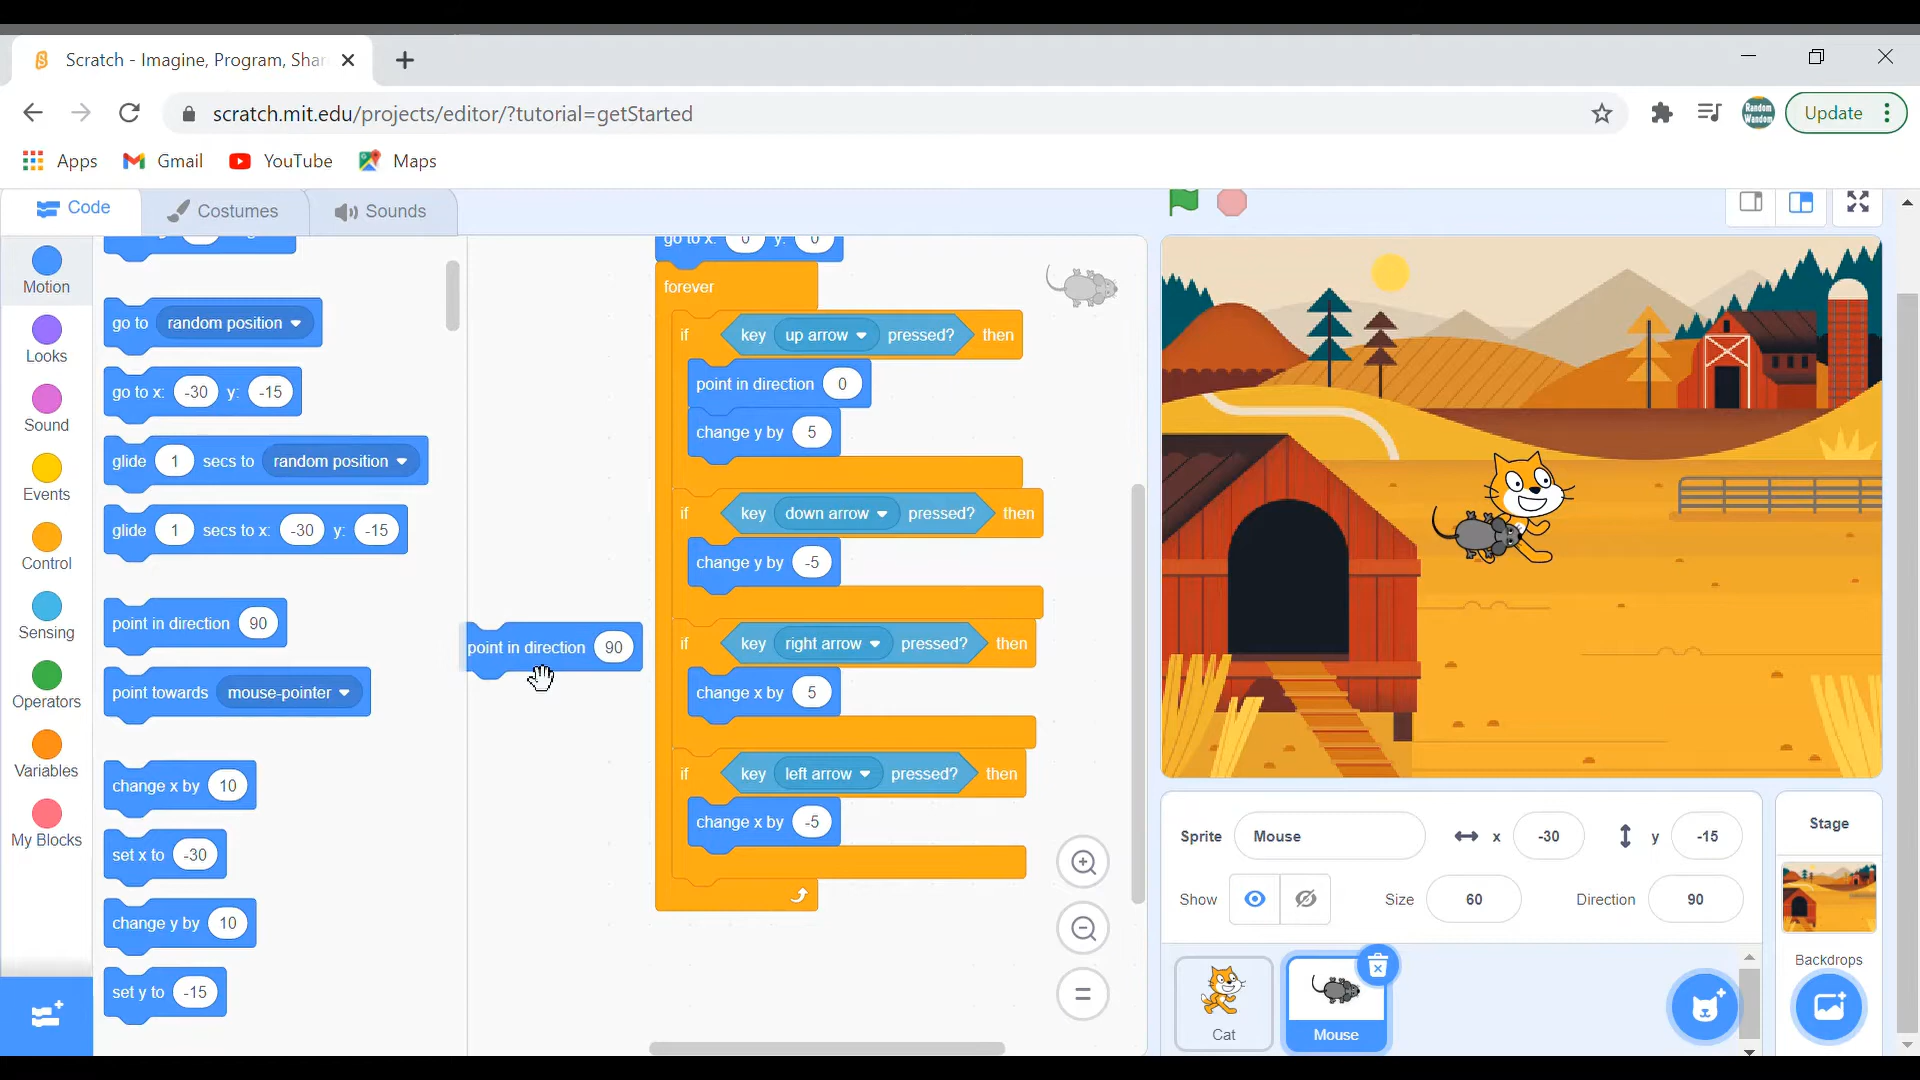 Scratch - Imagine, Program, Shar
scratch.mit.edu/projects/editor/?tutorial=getStarted
Random Wandom
Update
Apps
Gmail
YouTube
Maps
Code
Costumes
Sounds
Motion
Looks
Sound
Events
Control
Sensing
Operators
Variables
My Blocks
go to random position
go to x: -30 y: -15
glide 1 secs to random position
glide 1 secs to x: -30 y: -15
point in direction 90
point towards mouse-pointer
change x by 10
set x to -30
change y by 10
set y to -15
point in direction 90
go to x: 0 y: 0
forever
if key up arrow pressed? then
point in direction 0
change y by 5
if key down arrow pressed? then
change y by -5
if key right arrow pressed? then
change x by 5
if key left arrow pressed? then
change x by -5
Sprite Mouse x -30 y -15
Show Size 60 Direction 90
Cat
Mouse
Stage
Backdrops